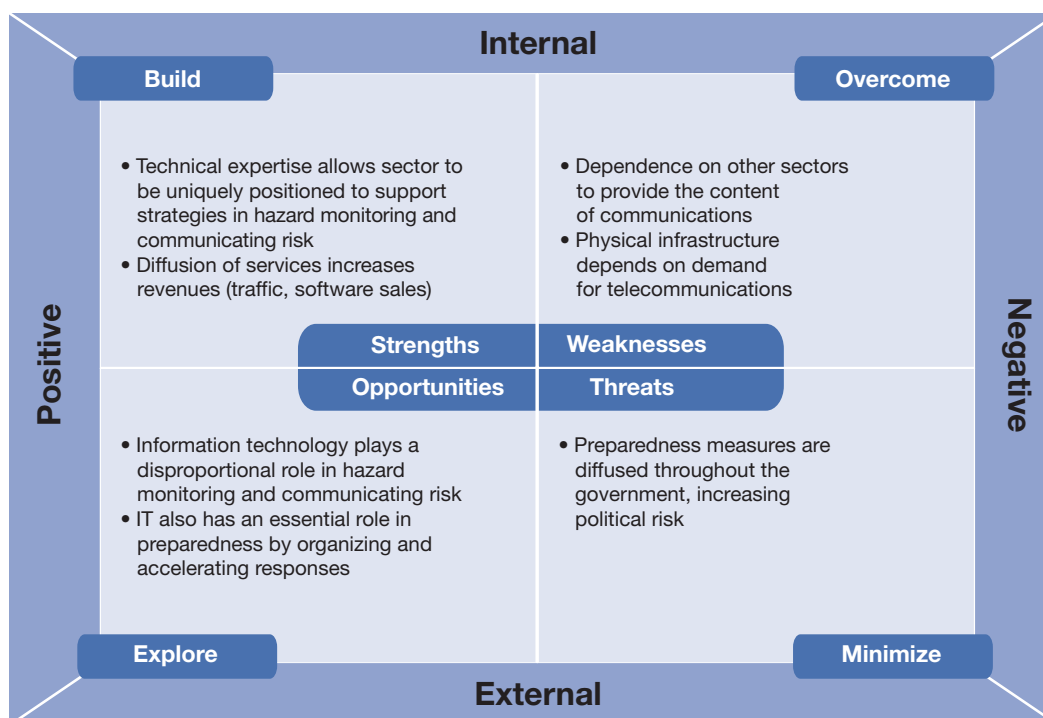 Internal
Build
Overcome
• Technical expertise allows sector to
be uniquely positioned to support
strategies in hazard monitoring and
communicating risk
• Diffusion of services increases
revenues (traffic, software sales)
• Dependence on other sectors
to provide the content
of communications
• Physical infrastructure
depends on demand
for telecommunications
Positive
Negative
Strengths
Weaknesses
Opportunities
Threats
• Information technology plays a
disproportional role in hazard
monitoring and communicating risk
• IT also has an essential role in
preparedness by organizing and
accelerating responses
• Preparedness measures are
diffused throughout the
government, increasing
political risk
Explore
Minimize
External